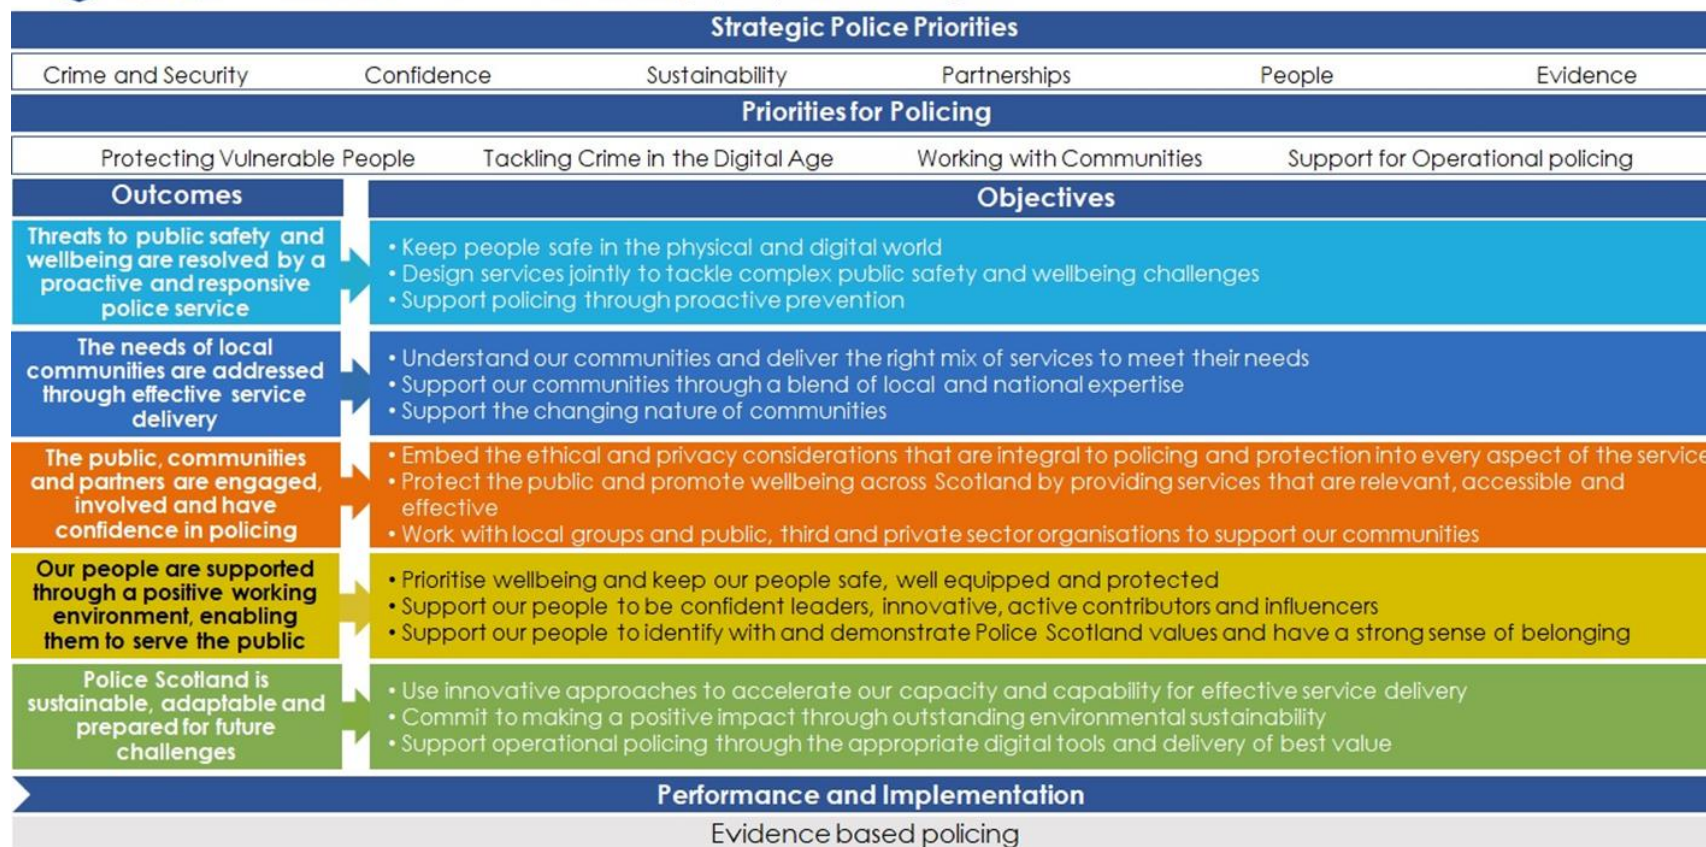 Strategic Police Priorities
Crime and Security Confidence Sustainability Partnerships People Evidence
Priorities for Policing
Protecting Vulnerable People Tackling Crime in the Digital Age Working with Communities Support for Operational policing
Outcomes
Objectives
Threats to public safety and
wellbeing are resolved by a
proactive and responsive
police service
• Keep people safe in the physical and digital world
• Design services jointly to tackle complex public safety and wellbeing challenges
• Support policing through proactive prevention
The needs of local
communities are addressed
through effective service
delivery
• Understand our communities and deliver the right mix of services to meet their needs
• Support our communities through a blend of local and national expertise
• Support the changing nature of communities
The public, communities
and partners are engaged,
involved and have
confidence in policing
• Embed the ethical and privacy considerations that are integral to policing and protection into every aspect of the service
• Protect the public and promote wellbeing across Scotland by providing services that are relevant, accessible and
effective
• Work with local groups and public, third and private sector organisations to support our communities
Our people are supported
through a positive working
environment, enabling
them to serve the public
• Prioritise wellbeing and keep our people safe, well equipped and protected
• Support our people to be confident leaders, innovative, active contributors and influencers
• Support our people to identify with and demonstrate Police Scotland values and have a strong sense of belonging
Police Scotland is
sustainable, adaptable and
prepared for future
challenges
• Use innovative approaches to accelerate our capacity and capability for effective service delivery
• Commit to making a positive impact through outstanding environmental sustainability
• Support operational policing through the appropriate digital tools and delivery of best value
Performance and Implementation
Evidence based policing